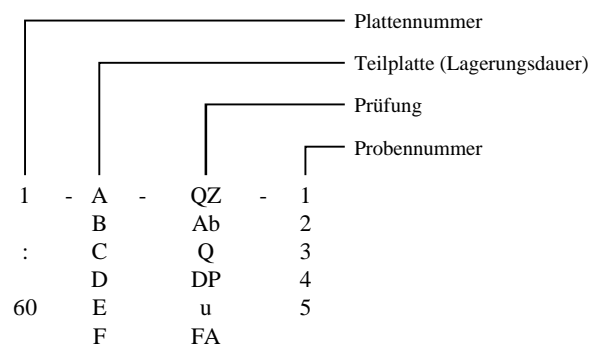 Plattennummer
Teilplatte (Lagerungsdauer)
Prüfung
Probennummer
1 - A - QZ - 1
B Ab 2
: C Q 3
D DP 4
60 E u 5
F FA